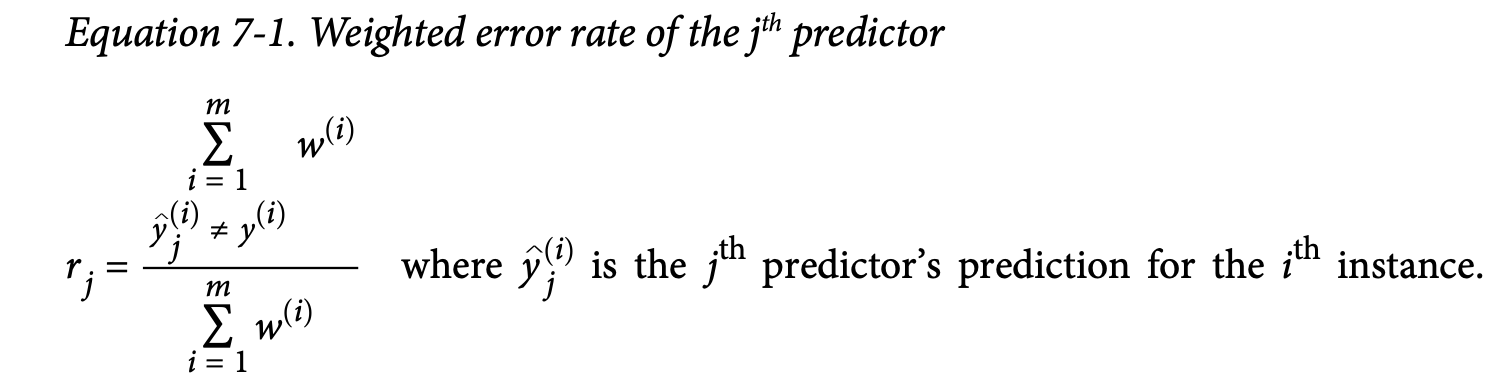 Equation 7-1. Weighted error rate of the jth predictor
m
∑ w(i)
i = 1
ŷj(i) ≠ y(i)
rj = where ŷj(i) is the jth predictor’s prediction for the ith instance.
m
∑ w(i)
i = 1